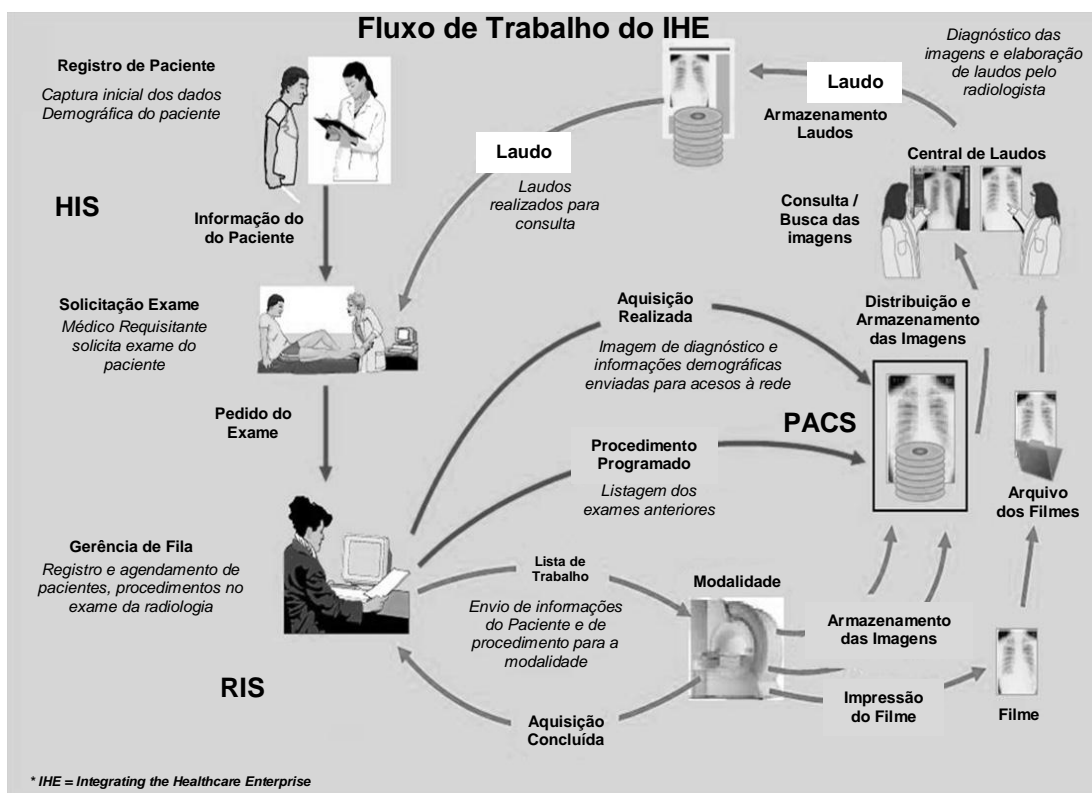 Fluxo de Trabalho do IHE
Registro de Paciente
Captura inicial dos dados
Demográfica do paciente
HIS
Informação do
Paciente
Solicitação Exame
Médico Requisitante
solicita exame do
paciente
Pedido do
Exame
Gerência de Fila
Registro e agendamento de
pacientes, procedimentos no
exame da radiologia
RIS
Laudo
Laudos
realizados para
consulta
Laudo
Armazenamento
Laudos
Diagnóstico das
imagens e elaboração
de laudos pelo
radiologista
Central de Laudos
Consulta /
Busca das
imagens
Aquisição
Realizada
Imagem de diagnóstico e
informações demográficas
enviadas para acesos à rede
Distribuição e
Armazenamento
das Imagens
PACS
Procedimento
Programado
Listagem dos
exames anteriores
Arquivo
dos Filmes
Lista de
Trabalho
Envio de informações
do Paciente e de
procedimento para a
modalidade
Modalidade
Armazenamento
das Imagens
Impressão
do Filme
Filme
Aquisição
Concluída
* IHE = Integrating the Healthcare Enterprise